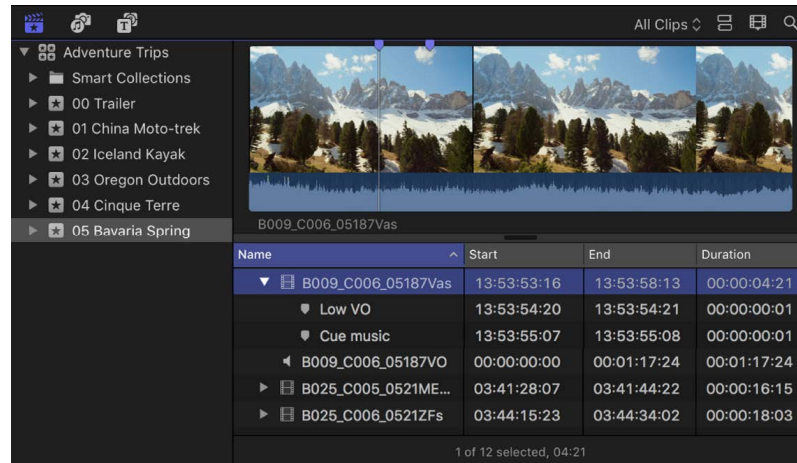 All Clips
Adventure Trips
Smart Collections
00 Trailer
01 China Moto-trek
02 Iceland Kayak
03 Oregon Outdoors
04 Cinque Terre
05 Bavaria Spring
B009_C006_05187Vas
Name Start End Duration
B009_C006_05187Vas 13:53:53:16 13:53:58:13 00:00:04:21
Low VO 13:53:54:20 13:53:54:21 00:00:00:01
Cue music 13:53:55:07 13:53:55:08 00:00:00:01
B009_C006_05187VO 00:00:00:00 00:01:17:24 00:01:17:24
B025_C005_0521ME... 03:41:28:07 03:41:44:22 00:00:16:15
B025_C006_0521ZFs 03:44:15:23 03:44:34:02 00:00:18:03
1 of 12 selected, 04:21